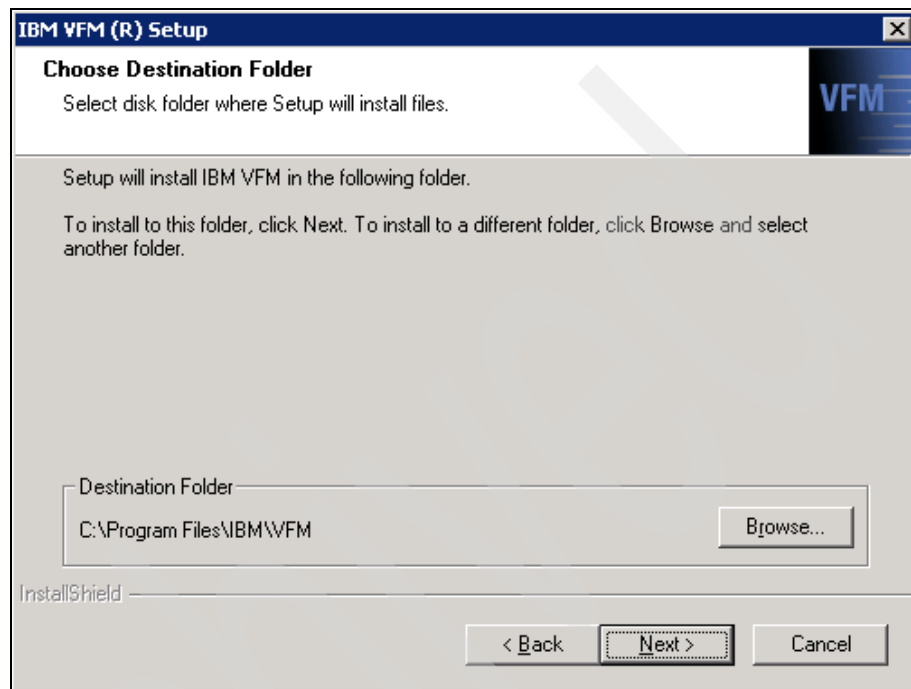 IBM VFM (R) Setup
Choose Destination Folder
Select disk folder where Setup will install files.
VFM
Setup will install IBM VFM in the following folder.
To install to this folder, click Next. To install to a different folder, click Browse and select
another folder.
Destination Folder
C:\Program Files\IBM\VFM
Browse...
InstallShield
< Back
Next >
Cancel